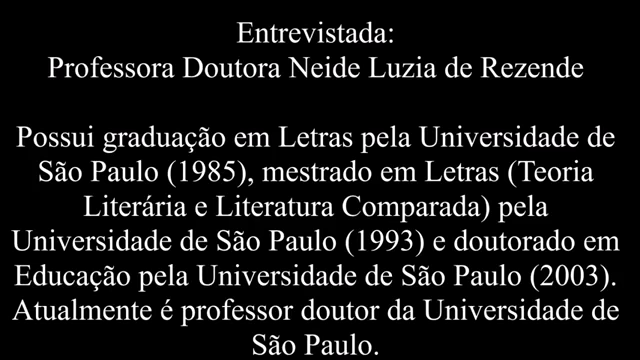 Entrevistada:
Professora Doutora Neide Luzia de Rezende
Possui graduação em Letras pela Universidade de
São Paulo (1985), mestrado em Letras (Teoria
Literária e Literatura Comparada) pela
Universidade de São Paulo (1993) e doutorado em
Educação pela Universidade de São Paulo (2003).
Atualmente é professor doutor da Universidade de
São Paulo.